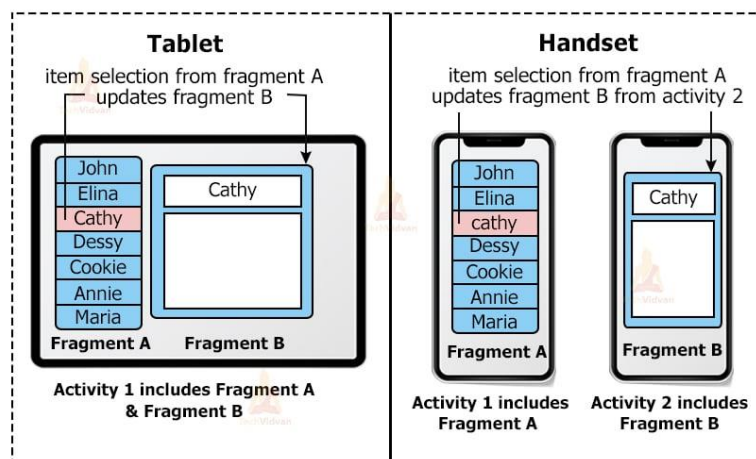 Tablet
item selection from fragment A
updates fragment B
John
Elina
Cathy
Dessy
Cookie
Annie
Maria
Cathy
Fragment A
Fragment B
Activity 1 includes Fragment A
& Fragment B
Handset
item selection from fragment A
updates fragment B from activity 2
John
Elina
cathy
Dessy
Cookie
Annie
Maria
Fragment A
Cathy
Fragment B
Activity 1 includes
Fragment A
Activity 2 includes
Fragment B
TechVidvan